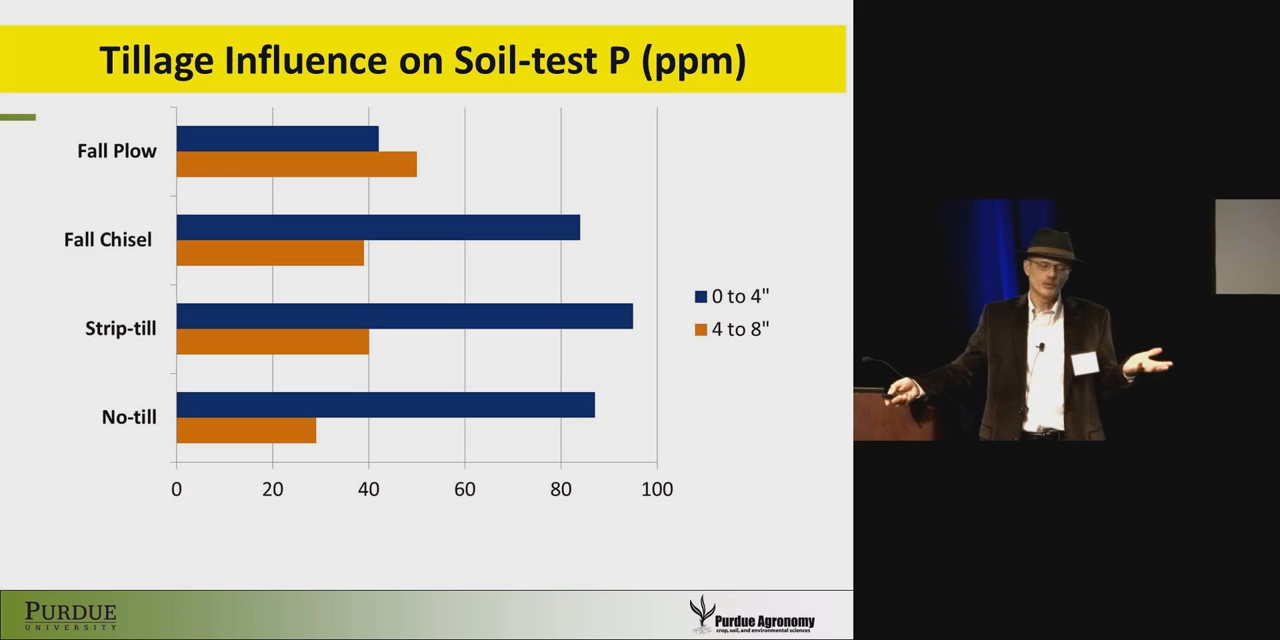 Tillage Influence on Soil-test P (ppm)
Fall Plow
Fall Chisel
Strip-till
No-till
0 to 4"
4 to 8"
0 20 40 60 80 100
PURDUE
UNIVERSITY
Purdue Agronomy
crop, soil, and environmental sciences